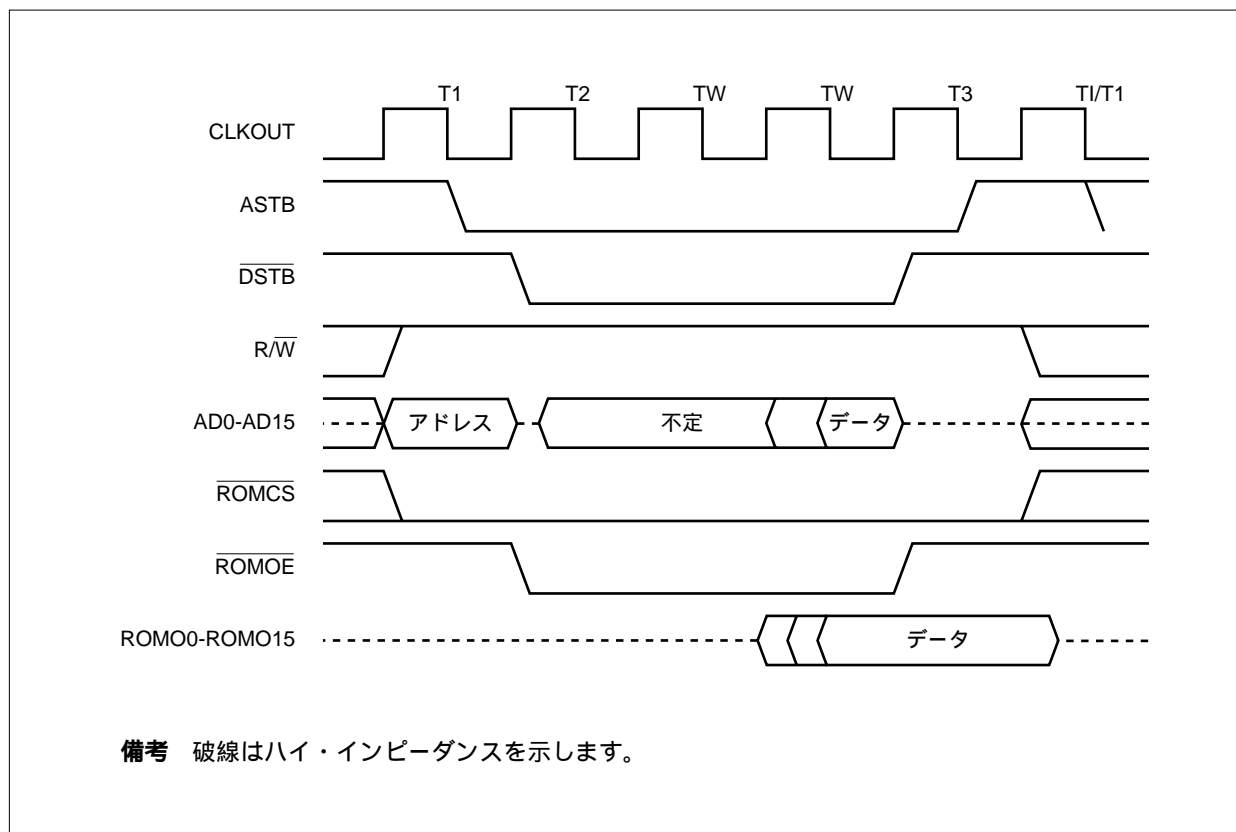 T1 T2 TW TW T3 TI/T1
CLKOUT
ASTB
DSTB
R/W
AD0-AD15 アドレス 不定 データ
ROMCS
ROMOE
ROMO0-ROMO15 データ
備考 破線はハイ・インピーダンスを示します。